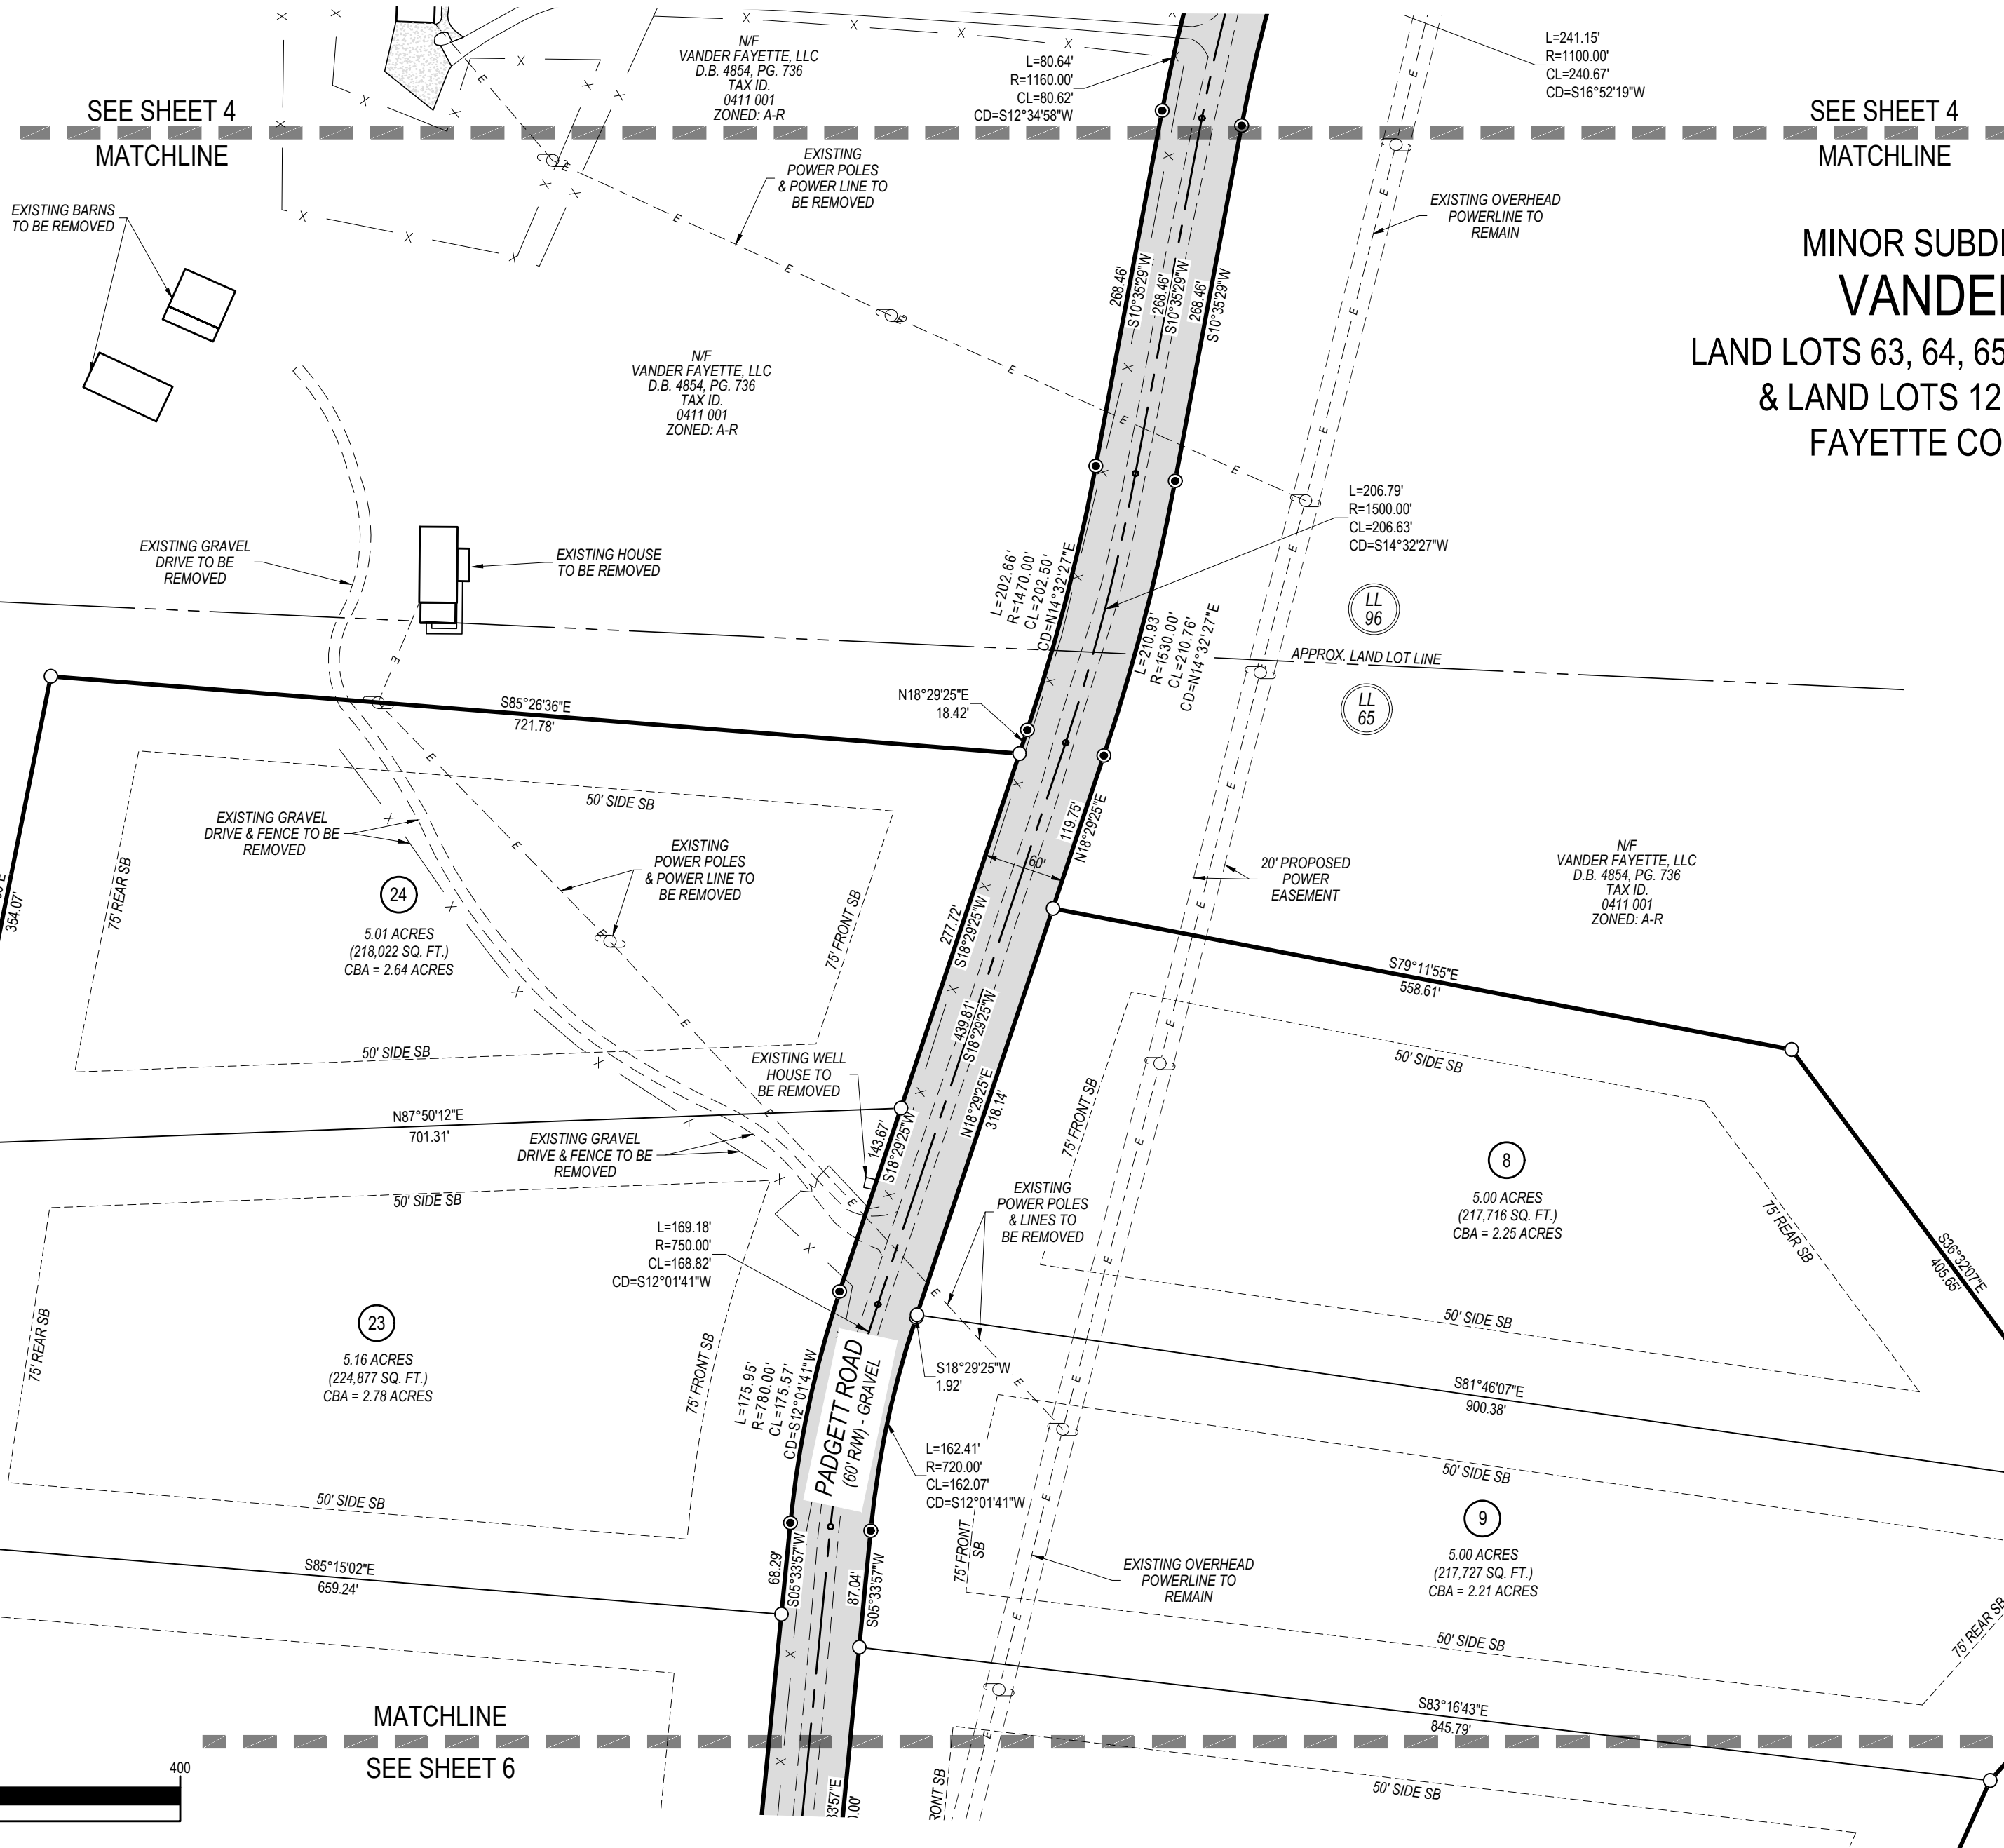 N/F
VANDER FAYETTE, LLC
D.B. 4854, PG. 736
TAX ID.
0411 001
ZONED: A-R
L=80.64'
R=1160.00'
CL=80.62'
CD=S12°34'58"W
L=241.15'
R=1100.00'
CL=240.67'
CD=S16°52'19"W
SEE SHEET 4
MATCHLINE
SEE SHEET 4
MATCHLINE
EXISTING
POWER POLES
& POWER LINE TO
BE REMOVED
EXISTING BARNS
TO BE REMOVED
EXISTING OVERHEAD
POWERLINE TO
REMAIN
MINOR SUBD
VANDE
LAND LOTS 63, 64, 65
& LAND LOTS 12
FAYETTE CO
268.46'
S10°35'29"W
268.46'
S10°35'29"W
268.46'
S10°35'29"W
N/F
VANDER FAYETTE, LLC
D.B. 4854, PG. 736
TAX ID.
0411 001
ZONED: A-R
L=206.79'
R=1500.00'
CL=206.63'
CD=S14°32'27"W
EXISTING GRAVEL
DRIVE TO BE
REMOVED
EXISTING HOUSE
TO BE REMOVED
L=202.66'
R=1470.00'
CL=202.50'
CD=N14°32'27"E
L=210.93'
R=1530.00'
CL=210.76'
CD=N14°32'27"E
LL
96
APPROX. LAND LOT LINE
LL
65
S85°26'36"E
721.78'
N18°29'25"E
18.42'
50' SIDE SB
EXISTING GRAVEL
DRIVE & FENCE TO BE
REMOVED
EXISTING
POWER POLES
& POWER LINE TO
BE REMOVED
119.75'
N18°29'25"E
60'
20' PROPOSED
POWER
EASEMENT
N/F
VANDER FAYETTE, LLC
D.B. 4854, PG. 736
TAX ID.
0411 001
ZONED: A-R
354.07'
75' REAR SB
24
5.01 ACRES
(218,022 SQ. FT.)
CBA = 2.64 ACRES
75' FRONT SB
277.72'
S18°29'25"W
439.81'
S18°29'25"W
S79°11'55"E
558.61'
50' SIDE SB
50' SIDE SB
EXISTING WELL
HOUSE TO
BE REMOVED
75' FRONT SB
N18°29'25"E
318.14'
N87°50'12"E
701.31'
143.67'
S18°29'25"W
EXISTING GRAVEL
DRIVE & FENCE TO BE
REMOVED
8
5.00 ACRES
(217,716 SQ. FT.)
CBA = 2.25 ACRES
75' REAR SB
S36°32'07"E
405.65'
50' SIDE SB
EXISTING
POWER POLES
& LINES TO
BE REMOVED
L=169.18'
R=750.00'
CL=168.82'
CD=S12°01'41"W
50' SIDE SB
23
5.16 ACRES
(224,877 SQ. FT.)
CBA = 2.78 ACRES
75' REAR SB
75' FRONT SB
L=175.95'
R=780.00'
CL=175.57'
CD=S12°01'41"W
PADGETT ROAD
(60' R/W) - GRAVEL
S18°29'25"W
1.92'
S81°46'07"E
900.38'
L=162.41'
R=720.00'
CL=162.07'
CD=S12°01'41"W
50' SIDE SB
50' SIDE SB
9
5.00 ACRES
(217,727 SQ. FT.)
CBA = 2.21 ACRES
75' FRONT
SB
S85°15'02"E
659.24'
68.29'
S05°33'57"W
87.04'
S05°33'57"W
EXISTING OVERHEAD
POWERLINE TO
REMAIN
50' SIDE SB
75' REAR SB
S83°16'43"E
845.79'
MATCHLINE
SEE SHEET 6
400
33'57"E
0.00'
RONT SB
50' SIDE SB